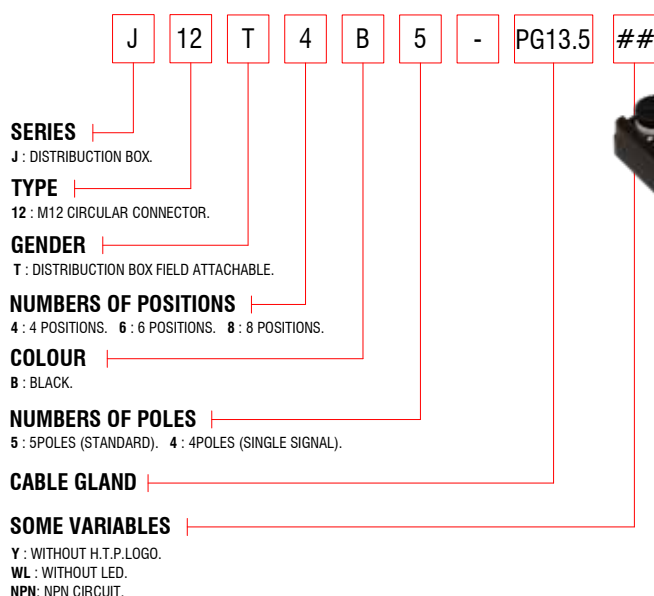 J 12 T 4 B 5 - PG13.5 ##
SERIES
J : DISTRIBUCTION BOX.
TYPE
12 : M12 CIRCULAR CONNECTOR.
GENDER
T : DISTRIBUCTION BOX FIELD ATTACHABLE.
NUMBERS OF POSITIONS
4 : 4 POSITIONS. 6 : 6 POSITIONS. 8 : 8 POSITIONS.
COLOUR
B : BLACK.
NUMBERS OF POLES
5 : 5POLES (STANDARD). 4 : 4POLES (SINGLE SIGNAL).
CABLE GLAND
SOME VARIABLES
Y : WITHOUT H.T.P.LOGO.
WL : WITHOUT LED.
NPN: NPN CIRCUIT.